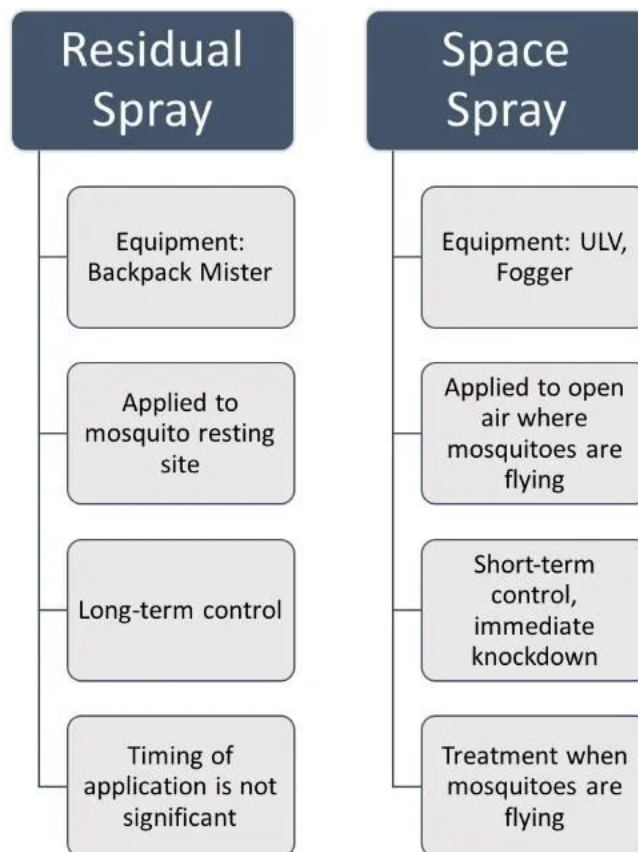 Residual
Spray
Equipment:
Backpack Mister
Applied to
mosquito resting
site
Long-term control
Timing of
application is not
significant
Space
Spray
Equipment: ULV,
Fogger
Applied to open
air where
mosquitoes are
flying
Short-term
control,
immediate
knockdown
Treatment when
mosquitoes are
flying